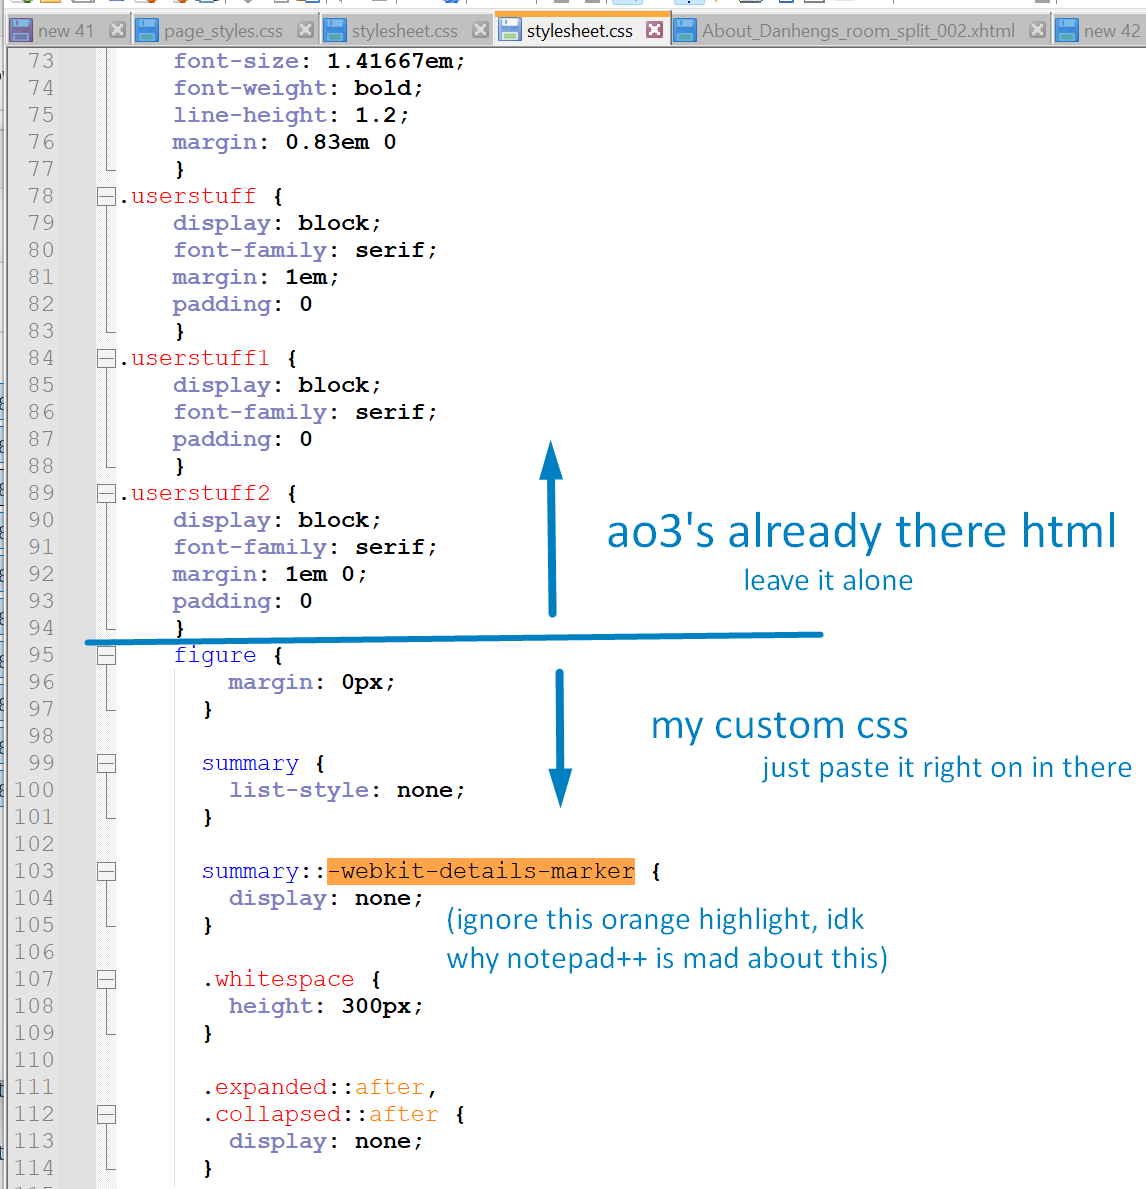 new 41 page_styles.css stylesheet.css stylesheet.css About_Danhengs_room_split_002.xhtml new 42
73 font-size: 1.41667em;
74 font-weight: bold;
75 line-height: 1.2;
76 margin: 0.83em 0
77 }
78 .userstuff {
79 display: block;
80 font-family: serif;
81 margin: 1em;
82 padding: 0
83 }
84 .userstuff1 {
85 display: block;
86 font-family: serif;
87 padding: 0
88 }
89 .userstuff2 {
90 display: block;
ao3's already there html
91 font-family: serif;
92 margin: 1em 0;
leave it alone
93 padding: 0
94 }
95 figure {
96 margin: 0px;
97 }
my custom css
98
99 summary {
just paste it right on in there
100 list-style: none;
101 }
102
103 summary::-webkit-details-marker {
104 display: none;
(ignore this orange highlight, idk
105 }
106
why notepad++ is mad about this)
107 .whitespace {
108 height: 300px;
109 }
110
111 .expanded::after,
112 .collapsed::after {
113 display: none;
114 }